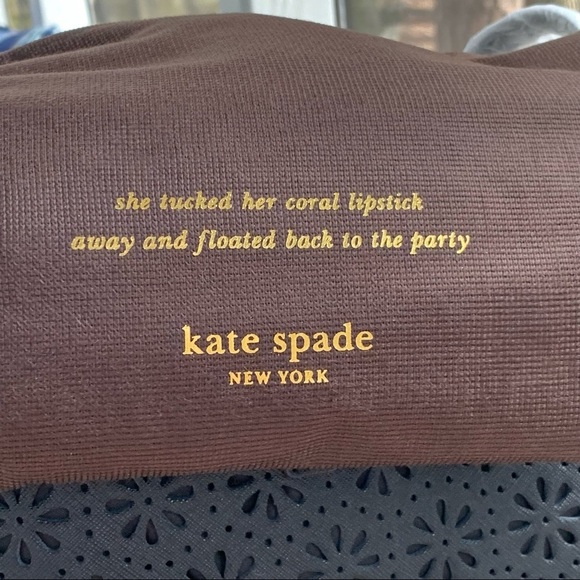 she tucked her coral lipstick
away and floated back to the party
kate spade
NEW YORK